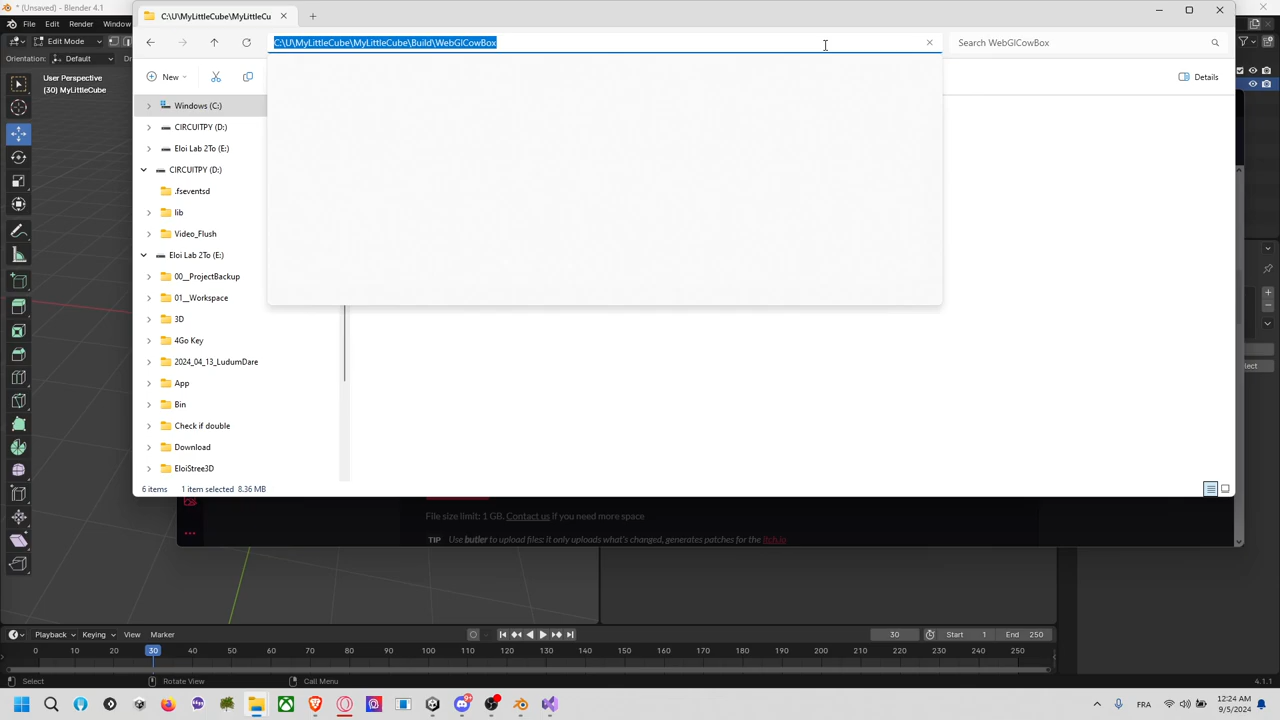 * (Unsaved) - Blender 4.1
File Edit Render Window
Edit Mode
Orientation: Default
User Perspective
(30) MyLittleCube
C:\U\MyLittleCube\MyLittleCu
C:\U\MyLittleCube\MyLittleCube\Build\WebGlCowBox
Search WebGlCowBox
New
Details
Windows (C:)
CIRCUITPY (D:)
Eloi Lab 2To (E:)
CIRCUITPY (D:)
.fseventsd
lib
Video_Flush
Eloi Lab 2To (E:)
00__ProjectBackup
01__Workspace
3D
4Go Key
2024_04_13_LudumDare
App
Bin
Check if double
Download
EloiStree3D
6 items 1 item selected 8.36 MB
lect
File size limit: 1 GB. Contact us if you need more space
TIP Use butler to upload files: it only uploads what's changed, generates patches for the itch.io
Playback Keying View Marker
30 Start 1 End 250
0 10 20 30 40 50 60 70 80 90 100 110 120 130 140 150 160 170 180 190 200 210 220 230 240 250
Select Rotate View Call Menu 4.1.1
9+
FRA
12:24 AM
9/5/2024